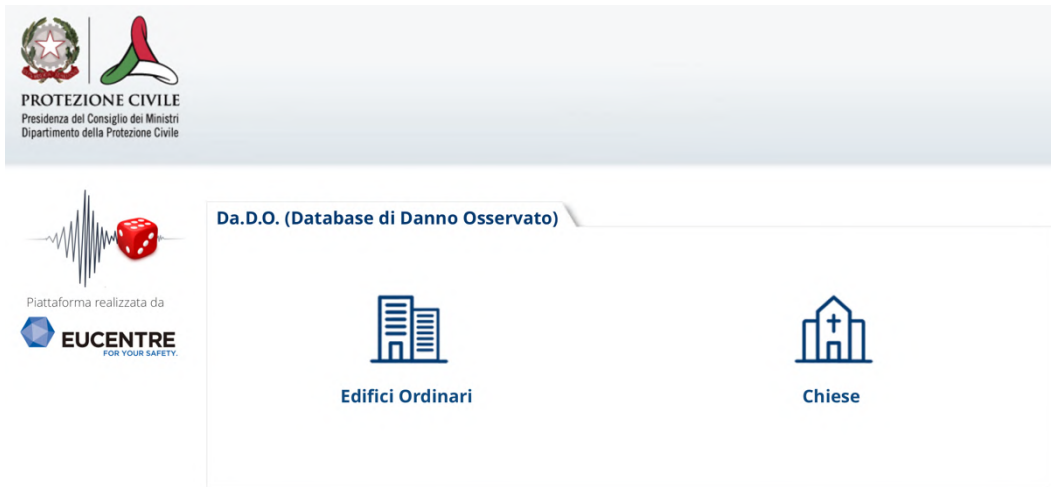 PROTEZIONE CIVILE
Presidenza del Consiglio dei Ministri
Dipartimento della Protezione Civile
Da.D.O. (Database di Danno Osservato)
Piattaforma realizzata da
EUCENTRE
FOR YOUR SAFETY.
Edifici Ordinari
Chiese